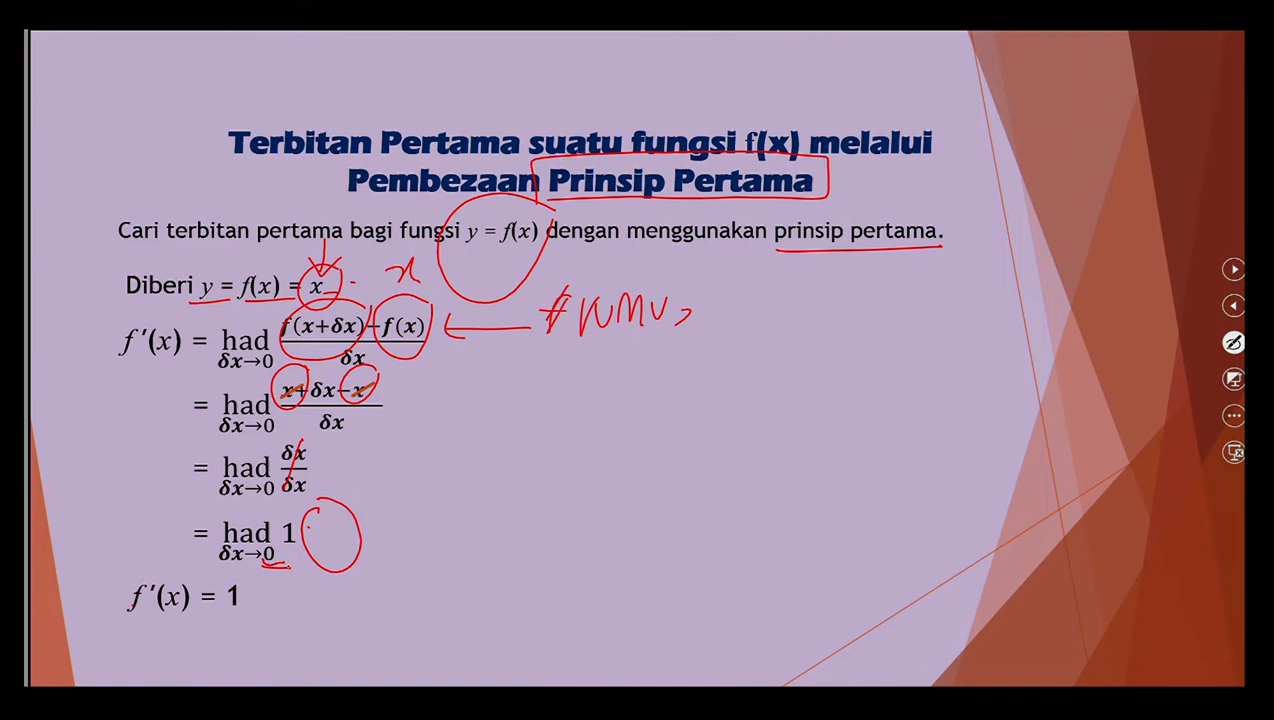 Terbitan Pertama suatu fungsi f(x) melalui
Pembezaan Prinsip Pertama
Cari terbitan pertama bagi fungsi y = f(x) dengan menggunakan prinsip pertama.
Diberi y = f(x) = x
x
f'(x) = had δx→0 (f(x+δx)−f(x))/δx
= had δx→0 (x+δx−x)/δx
= had δx→0 δx/δx
= had δx→0 1
f'(x) = 1